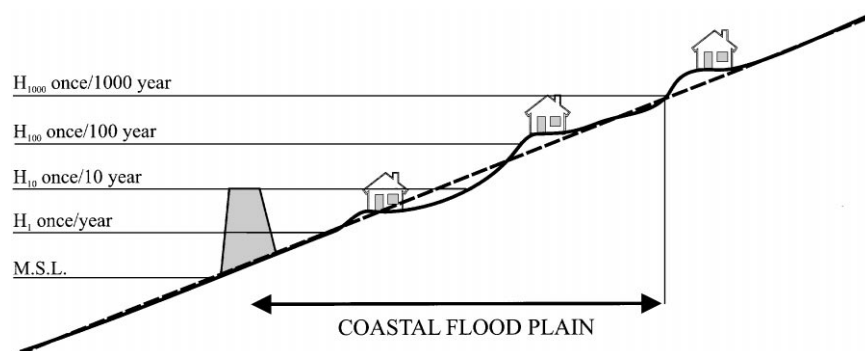 H₁₀₀₀ once/1000 year
H₁₀₀ once/100 year
H₁₀ once/10 year
H₁ once/year
M.S.L.
COASTAL FLOOD PLAIN